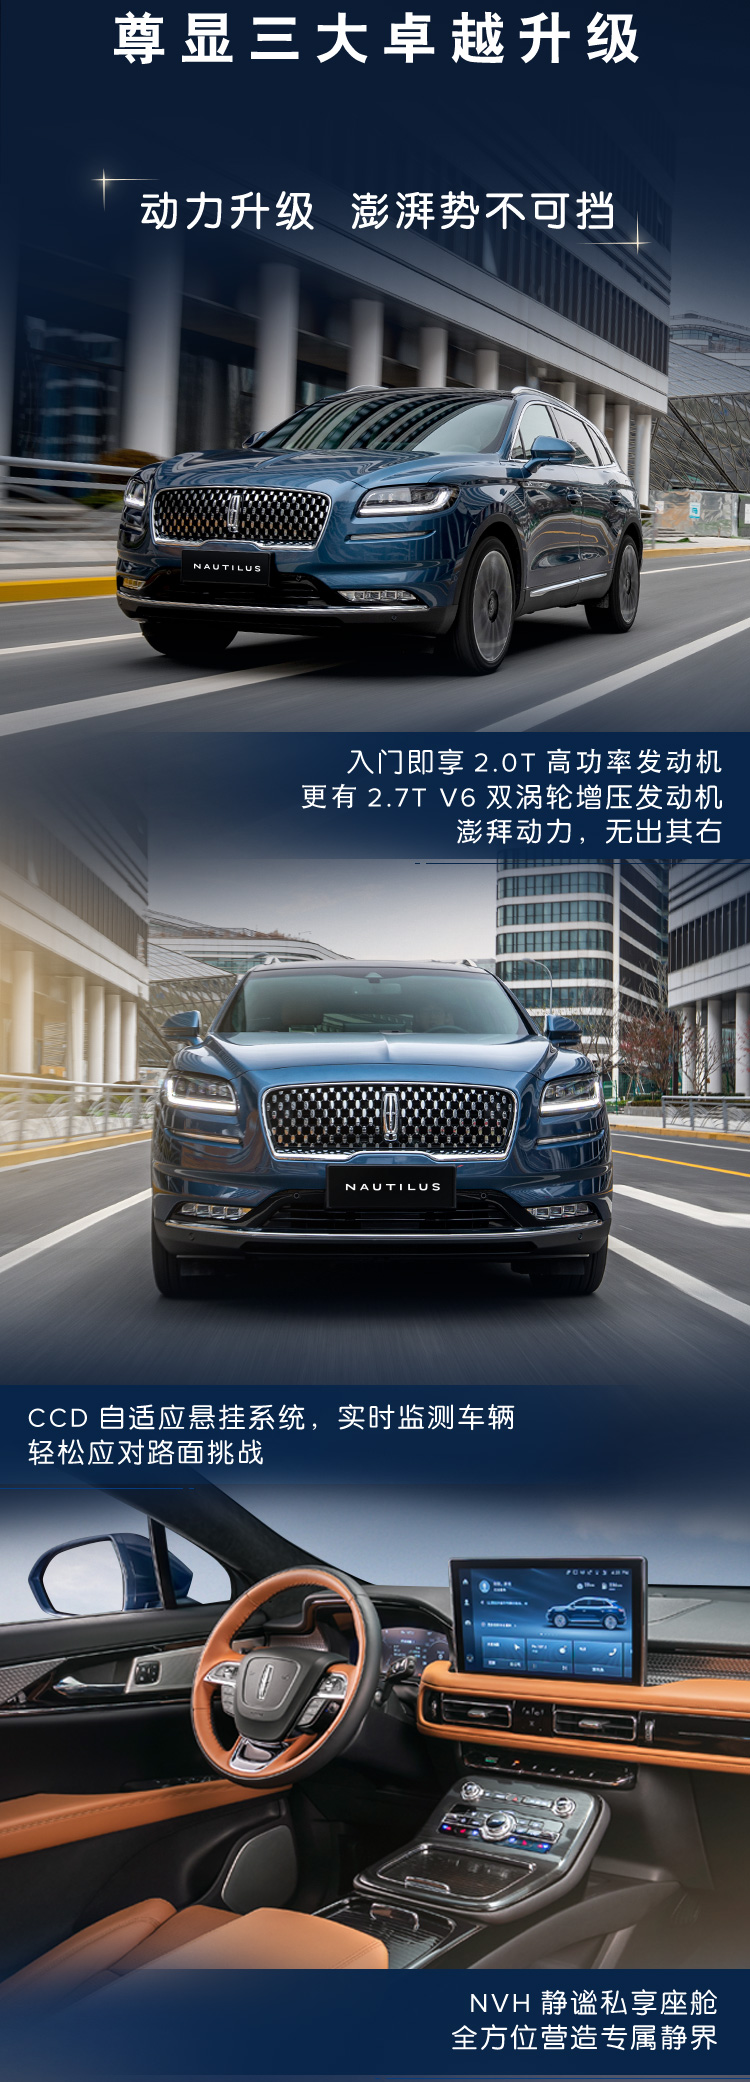 尊显三大卓越升级
动力升级 澎湃势不可挡
NAUTILUS
入门即享 2.0T 高功率发动机
更有 2.7T V6 双涡轮增压发动机
澎拜动力，无出其右
NAUTILUS
CCD 自适应悬挂系统，实时监测车辆
轻松应对路面挑战
NVH 静谧私享座舱
全方位营造专属静界